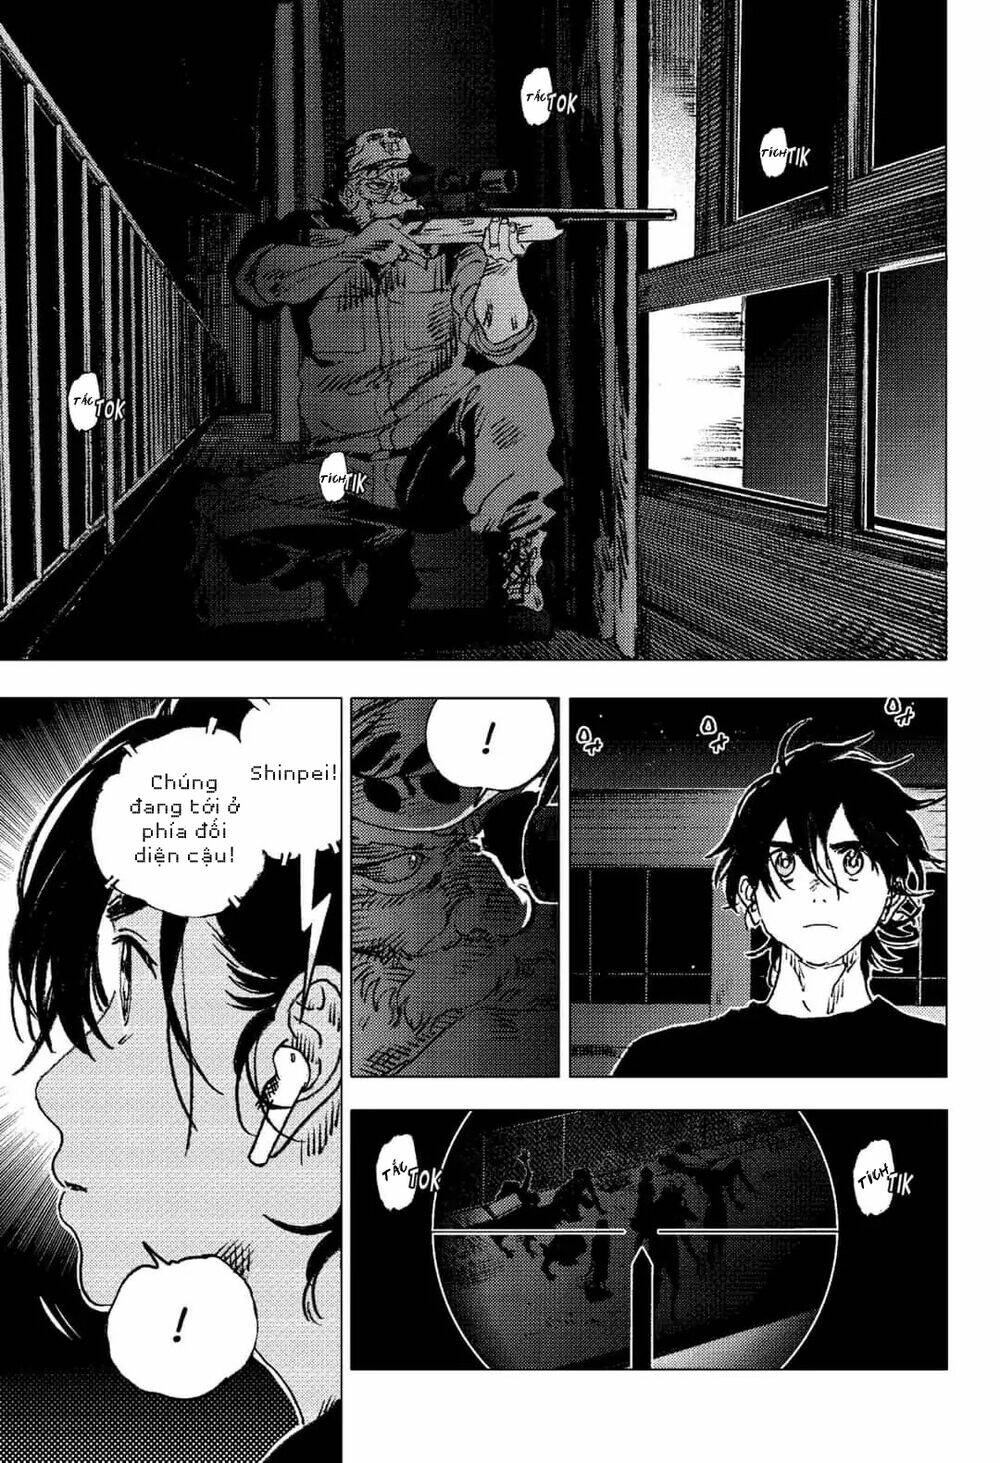 TÍCH TIK
TẮC TOK
TÍCH TIK
TẮC TOK
!
Shinpei!
Chúng
đang tới ở
phía đối
diện cậu!
TÍCH TIK
TẮC TOK
!